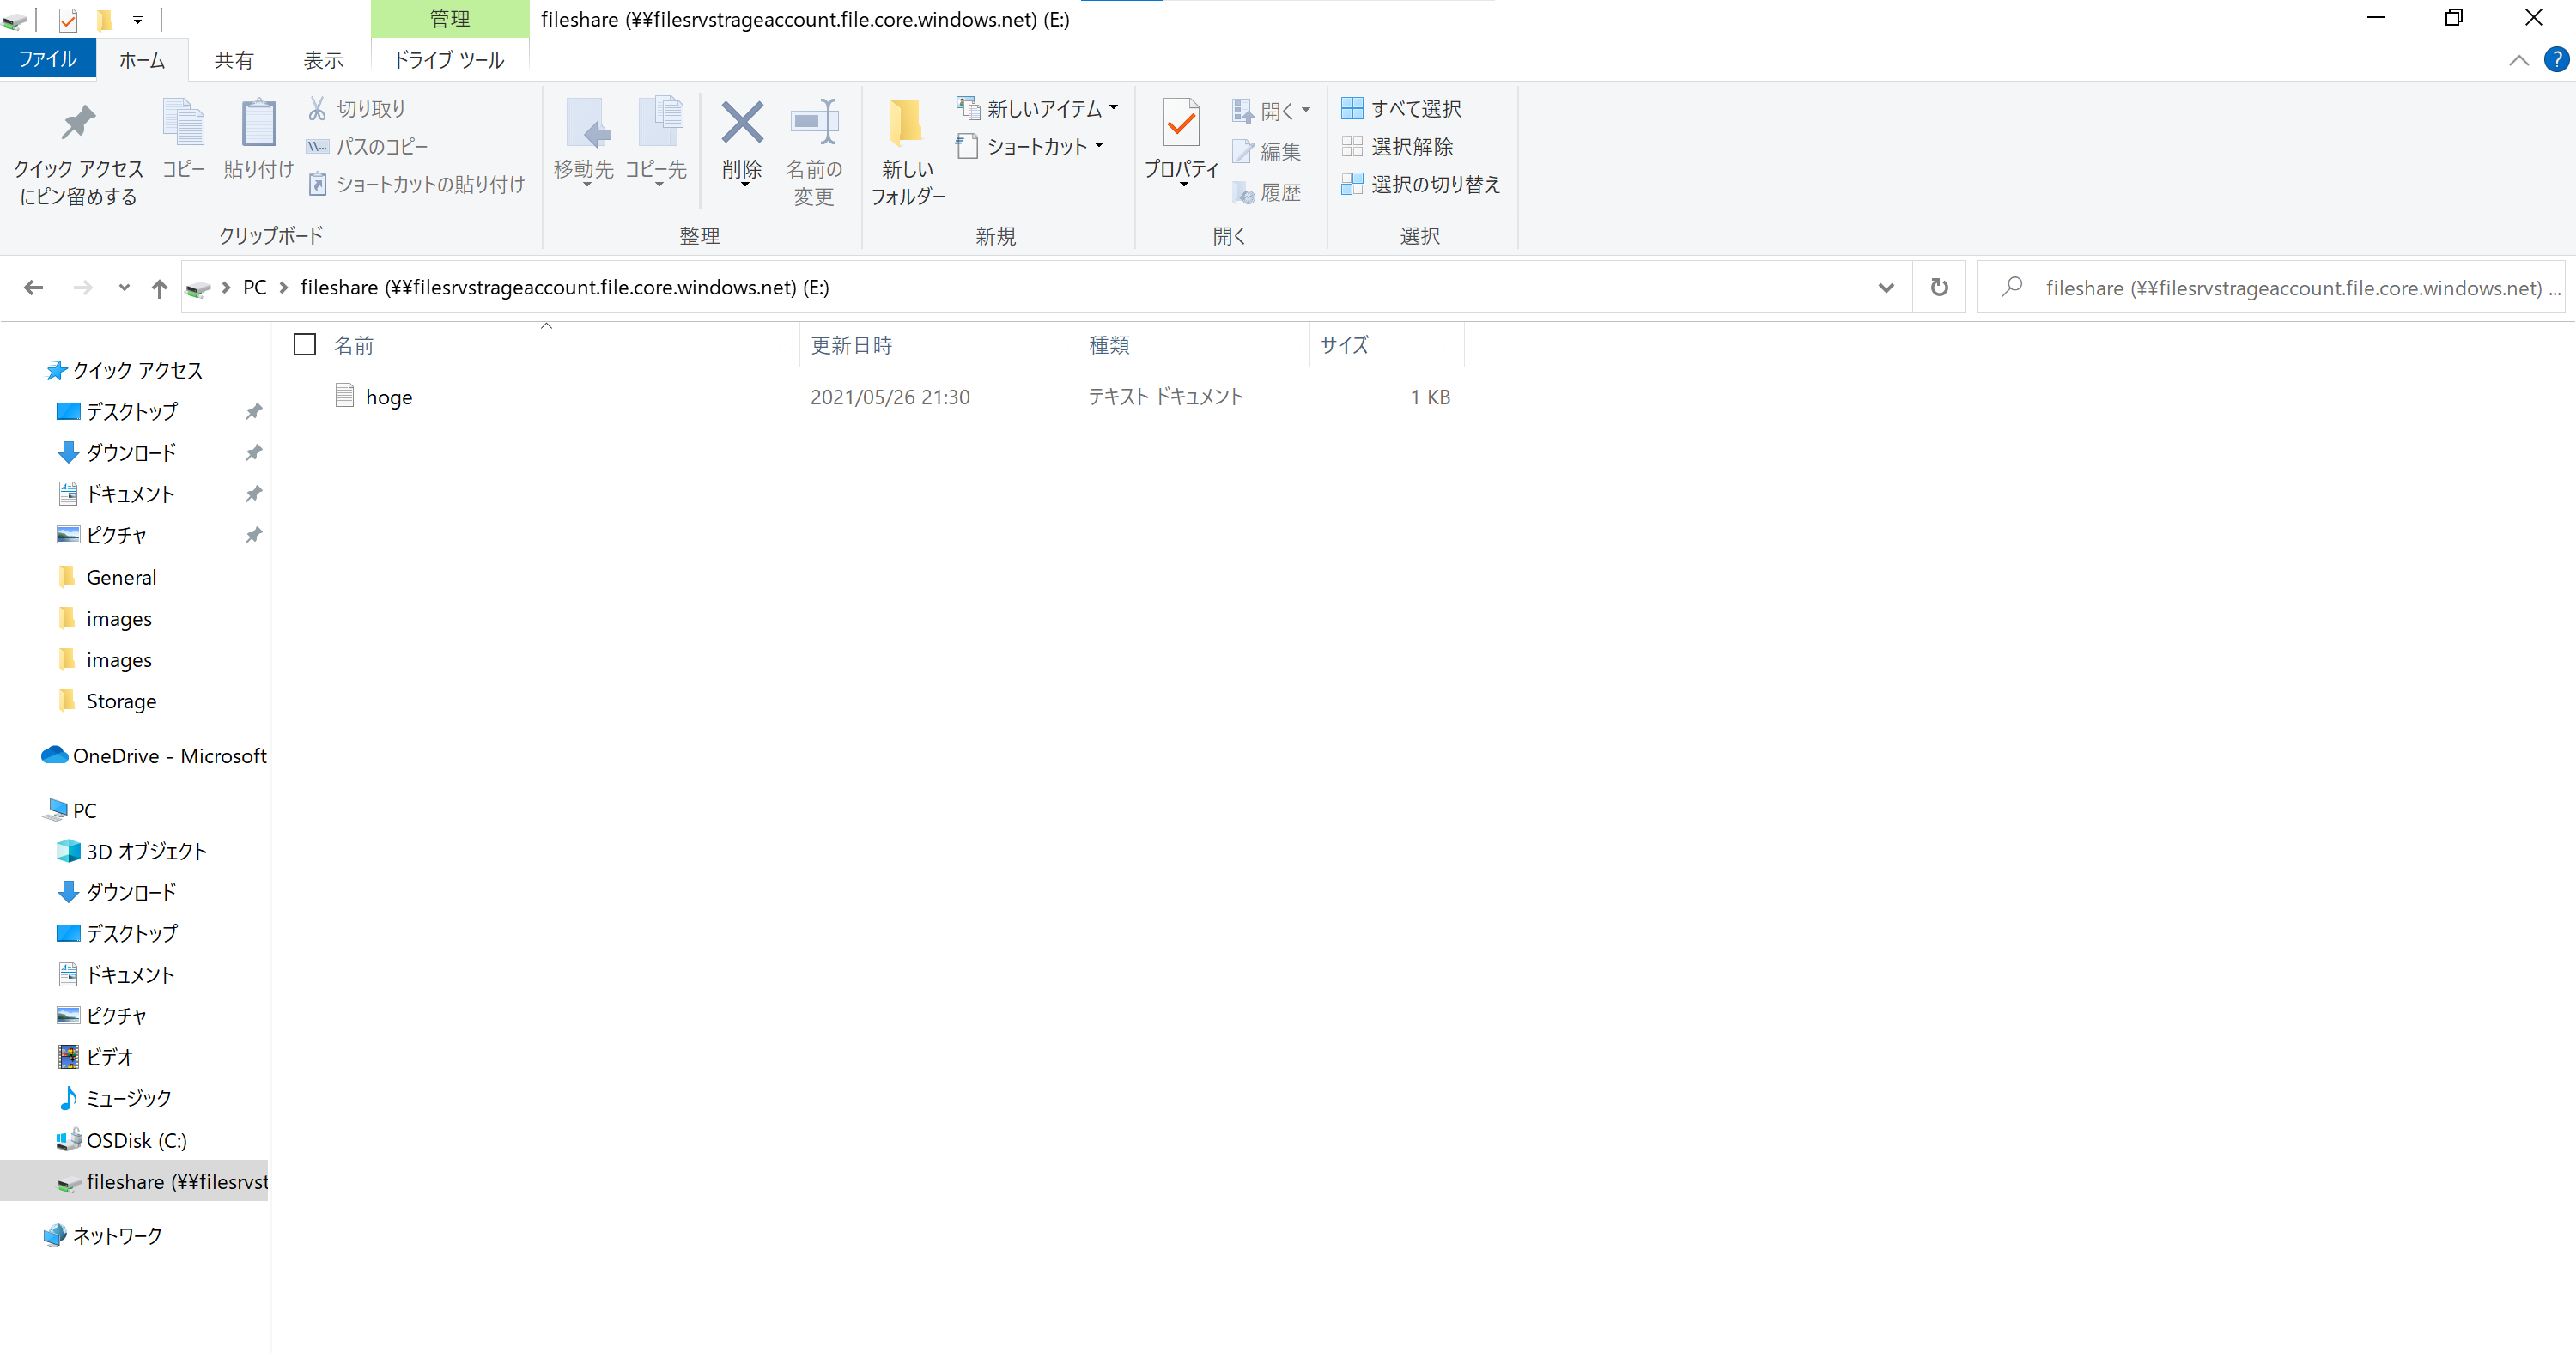 管理
fileshare (¥¥filesrvstrageaccount.file.core.windows.net) (E:)
ファイル
ホーム
共有
表示
ドライブ ツール
?
クイック アクセス
にピン留めする
コピー
貼り付け
切り取り
パスのコピー
ショートカットの貼り付け
クリップボード
移動先
コピー先
削除
名前の
変更
整理
新しい
フォルダー
新しいアイテム
ショートカット
新規
プロパティ
開く
編集
履歴
開く
すべて選択
選択解除
選択の切り替え
選択
PC
fileshare (¥¥filesrvstrageaccount.file.core.windows.net) (E:)
fileshare (¥¥filesrvstrageaccount.file.core.windows.net) ...
名前
更新日時
種類
サイズ
hoge
2021/05/26 21:30
テキスト ドキュメント
1 KB
クイック アクセス
デスクトップ
ダウンロード
ドキュメント
ピクチャ
General
images
images
Storage
OneDrive - Microsoft
PC
3D オブジェクト
ダウンロード
デスクトップ
ドキュメント
ピクチャ
ビデオ
ミュージック
OSDisk (C:)
fileshare (¥¥filesrvst
ネットワーク